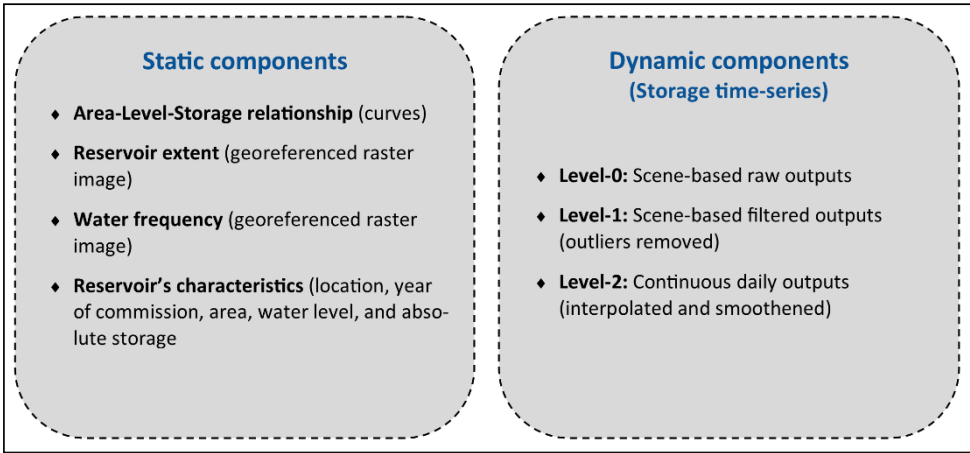 Static components
♦ Area-Level-Storage relationship (curves)
♦ Reservoir extent (georeferenced raster
image)
♦ Water frequency (georeferenced raster
image)
♦ Reservoir’s characteristics (location, year
of commission, area, water level, and abso-
lute storage
Dynamic components
(Storage time-series)
♦ Level-0: Scene-based raw outputs
♦ Level-1: Scene-based filtered outputs
(outliers removed)
♦ Level-2: Continuous daily outputs
(interpolated and smoothened)